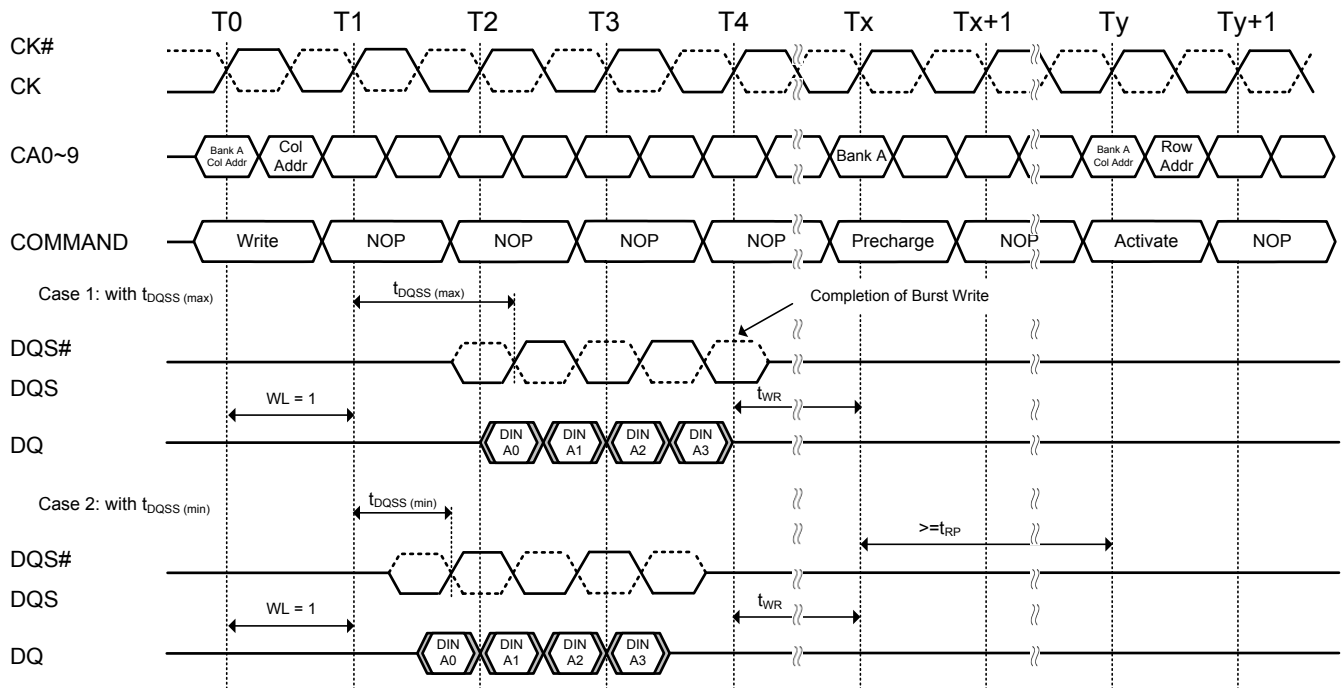 T0 T1 T2 T3 T4 Tx Tx+1 Ty Ty+1
CK#
CK
CA0~9
Bank A Col Addr
Col Addr
Bank A
Bank A Col Addr
Row Addr
COMMAND
Write NOP NOP NOP NOP Precharge NOP Activate NOP
Case 1: with tDQSS (max)
tDQSS (max)
Completion of Burst Write
DQS#
DQS
WL = 1
tWR
DQ
DIN A0
DIN A1
DIN A2
DIN A3
Case 2: with tDQSS (min)
tDQSS (min)
>=tRP
DQS#
DQS
WL = 1
tWR
DQ
DIN A0
DIN A1
DIN A2
DIN A3